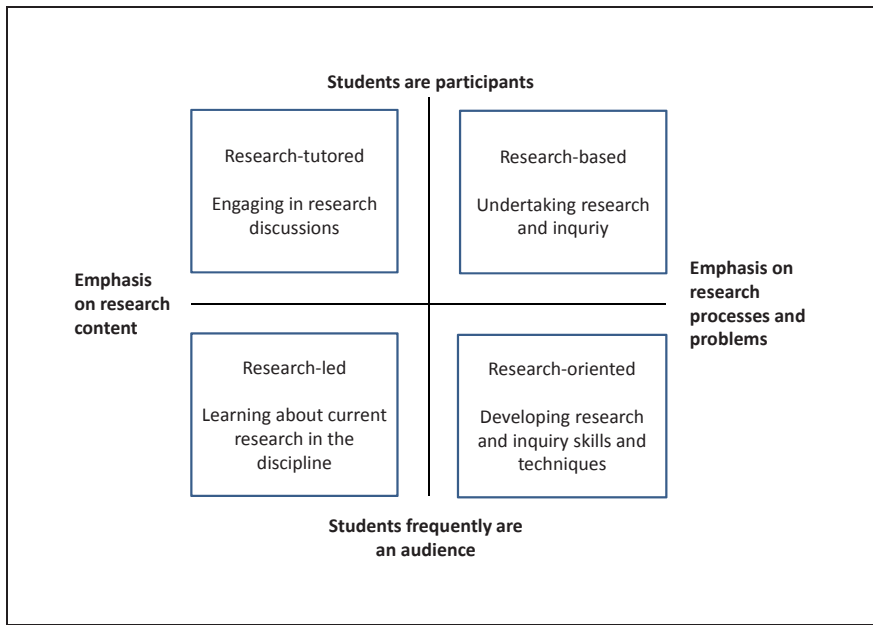 Students are participants
Research-tutored
Engaging in research
discussions
Research-based
Undertaking research
and inquriy
Emphasis
on research
content
Emphasis on
research
processes and
problems
Research-led
Learning about current
research in the
discipline
Research-oriented
Developing research
and inquiry skills and
techniques
Students frequently are
an audience